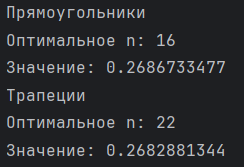 Прямоугольники
Оптимальное n: 16
Значение: 0.2686733477
Трапеции
Оптимальное n: 22
Значение: 0.2682881344